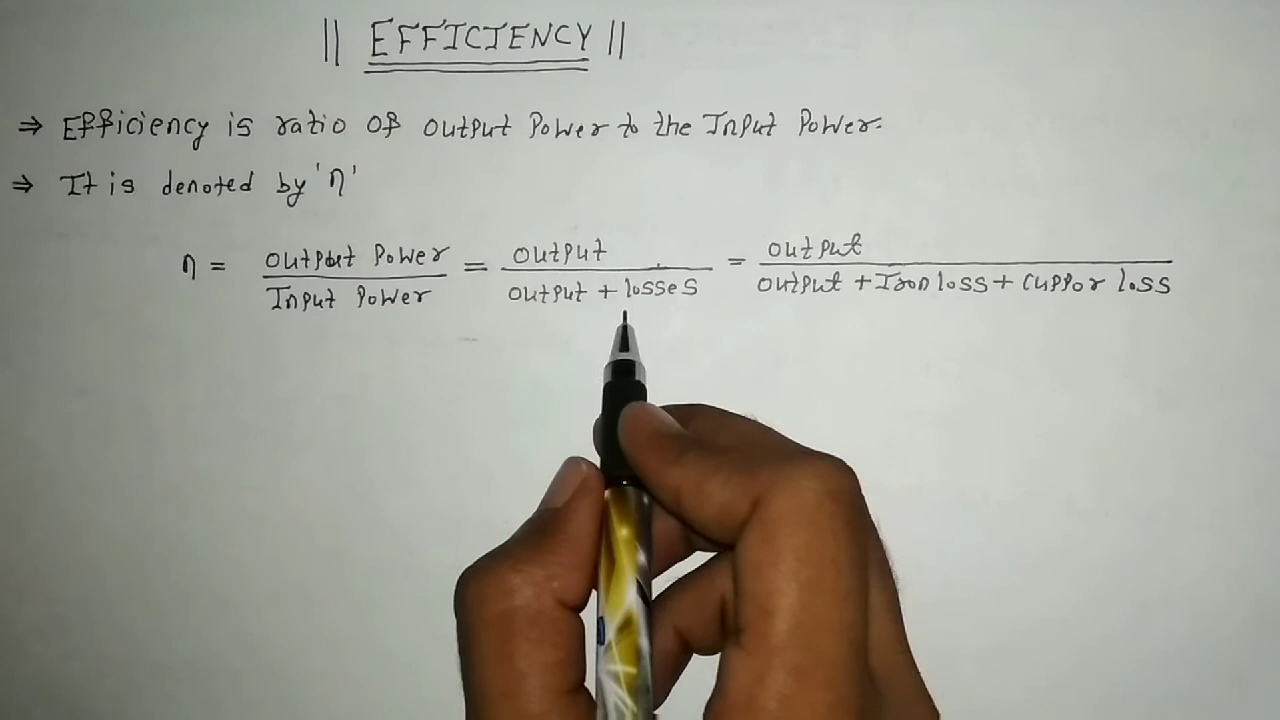 || EFFICIENCY ||
⇒ Efficiency is ratio of output Power to the Input Power.
⇒ It is denoted by 'η'
η = Output Power / Input Power = output / output + losses = output / output + Iron loss + Cuppor loss